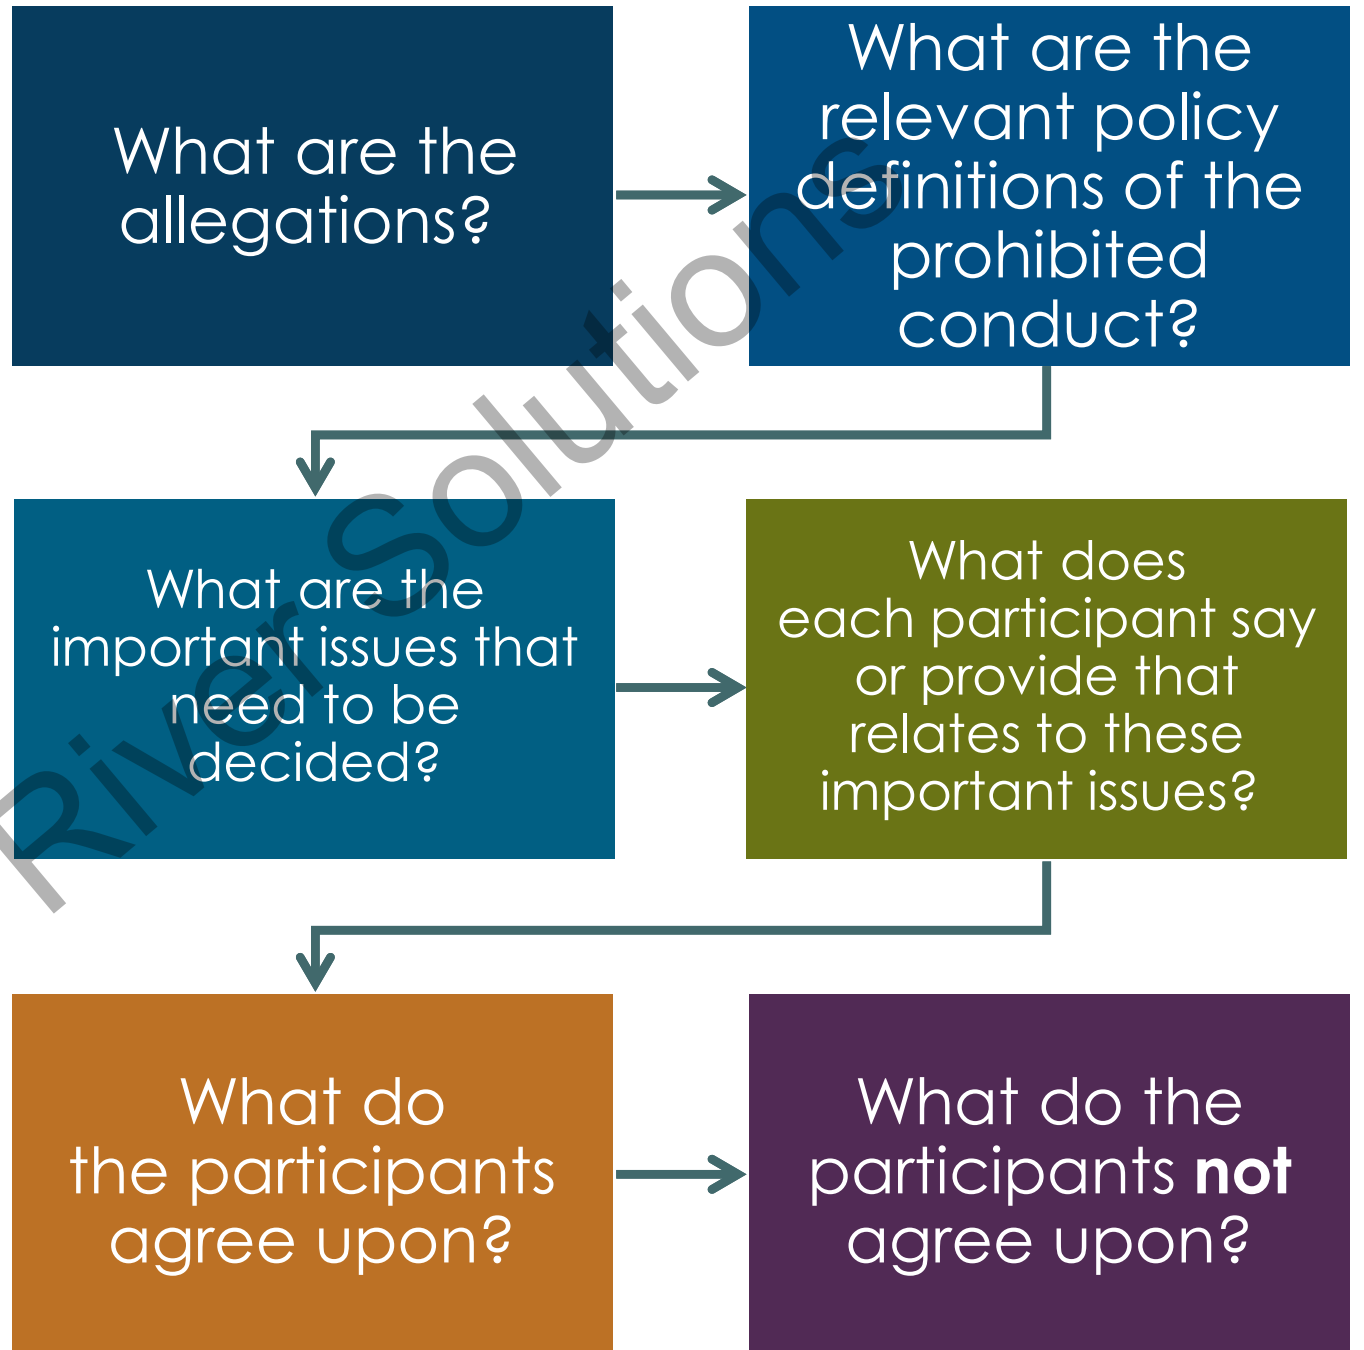 What are the
allegations?
What are the
relevant policy
definitions of the
prohibited
conduct?
What are the
important issues that
need to be
decided?
What does
each participant say
or provide that
relates to these
important issues?
What do
the participants
agree upon?
What do the
participants not
agree upon?
River Solutions